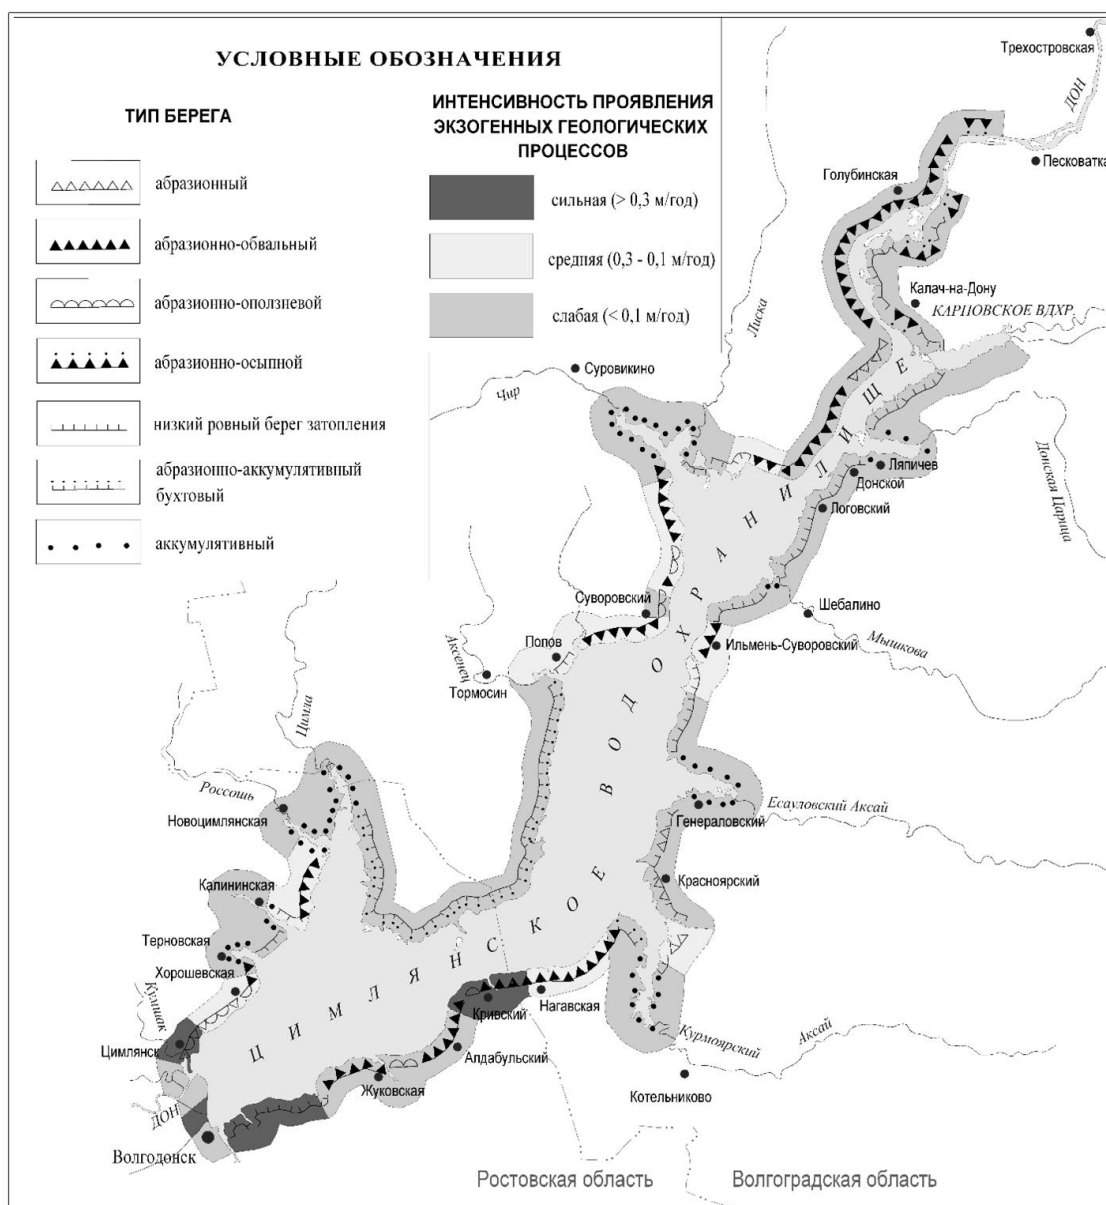 УСЛОВНЫЕ ОБОЗНАЧЕНИЯ
ТИП БЕРЕГА
абразионный
абразионно-обвальный
абразионно-оползневой
абразионно-осыпной
низкий ровный берег затопления
абразионно-аккумулятивный
бухтовый
аккумулятивный
ИНТЕНСИВНОСТЬ ПРОЯВЛЕНИЯ
ЭКЗОГЕННЫХ ГЕОЛОГИЧЕСКИХ
ПРОЦЕССОВ
сильная (> 0,3 м/год)
средняя (0,3 - 0,1 м/год)
слабая (< 0,1 м/год)
Трехостровская
ДОН
Песковатка
Голубинская
Калач-на-Дону
КАРПОВСКОЕ ВДХР.
Лиска
Суровикино
Чир
Ляпичев
Донской
Донская Царица
Логовский
Суворовский
Шебалино
Мышкова
Попов
Ильмень-Суворовский
Аксенец
Тормосин
Цимла
Россошь
Новоцимлянская
Есауловский Аксай
Генераловский
Калининская
Красноярский
Терновская
Хорошевская
ЦИМЛЯНСКОЕ ВОДОХРАНИЛИЩЕ
Кумшак
Кривский
Нагавская
Цимлянск
Алдабульский
Курмоярский
Аксай
Жуковская
Котельниково
ДОН
Волгодонск
Ростовская область
Волгоградская область